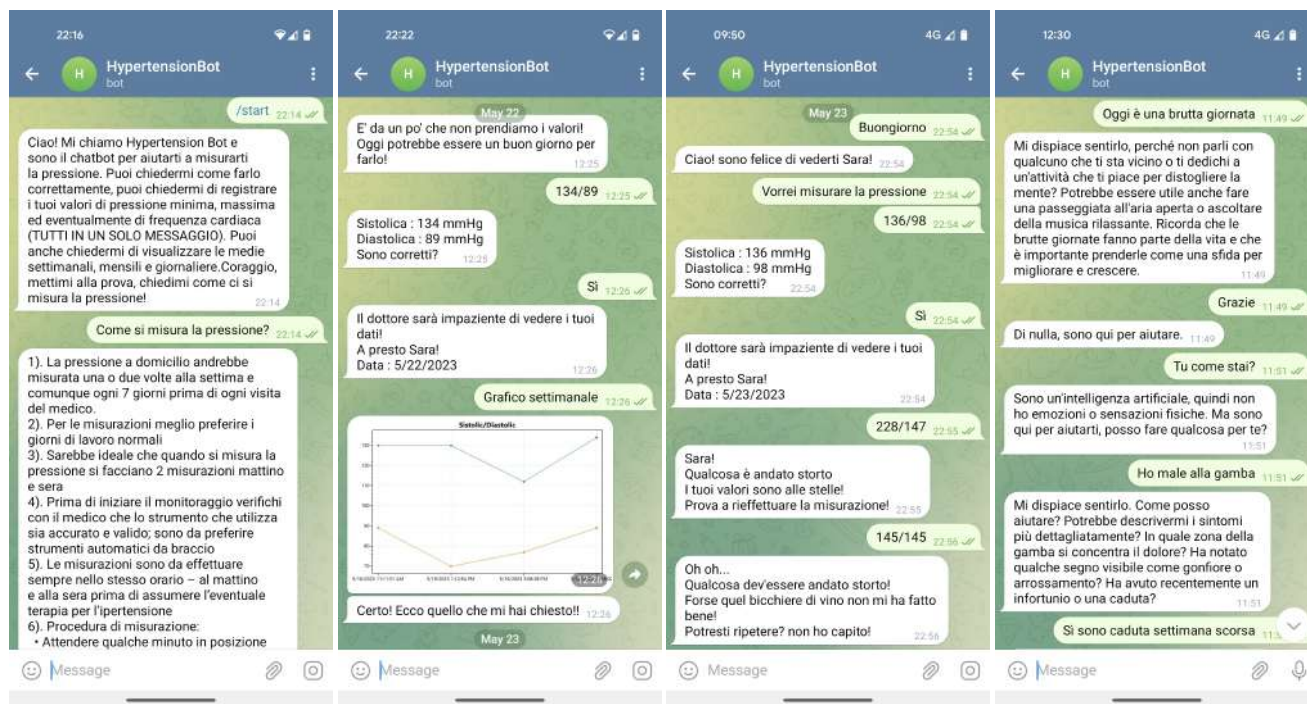 22:16
HypertensionBot
bot
/start 22:14
Ciao! Mi chiamo Hypertension Bot e
sono il chatbot per aiutarti a misurarti
la pressione. Puoi chiedermi come farlo
correttamente, puoi chiedermi di registrare
i tuoi valori di pressione minima, massima
ed eventualmente di frequenza cardiaca
(TUTTI IN UN SOLO MESSAGGIO). Puoi
anche chiedermi di visualizzare le medie
settimanali, mensili e giornaliere.Coraggio,
mettimi alla prova, chiedimi come ci si
misura la pressione! 22:14
Come si misura la pressione? 22:14
1). La pressione a domicilio andrebbe
misurata una o due volte alla settima e
comunque ogni 7 giorni prima di ogni visita
del medico.
2). Per le misurazioni meglio preferire i
giorni di lavoro normali
3). Sarebbe ideale che quando si misura la
pressione si facciano 2 misurazioni mattino
e sera
4). Prima di iniziare il monitoraggio verifichi
con il medico che lo strumento che utilizza
sia accurato e valido; sono da preferire
strumenti automatici da braccio
5). Le misurazioni sono da effettuare
sempre nello stesso orario – al mattino
e alla sera prima di assumere l'eventuale
terapia per l'ipertensione
6). Procedura di misurazione:
• Attendere qualche minuto in posizione
Message
22:22
HypertensionBot
bot
May 22
E' da un po' che non prendiamo i valori!
Oggi potrebbe essere un buon giorno per
farlo! 12:25
134/89 12:25
Sistolica : 134 mmHg
Diastolica : 89 mmHg
Sono corretti? 12:25
Sì 12:26
Il dottore sarà impaziente di vedere i tuoi
dati!
A presto Sara!
Data : 5/22/2023 12:26
Grafico settimanale 12:26
Sistolic/Diastolic
12:26
Certo! Ecco quello che mi hai chiesto!! 12:26
May 23
Message
09:50 4G
HypertensionBot
bot
May 23
Buongiorno 22:54
Ciao! sono felice di vederti Sara! 22:54
Vorrei misurare la pressione 22:54
136/98 22:54
Sistolica : 136 mmHg
Diastolica : 98 mmHg
Sono corretti? 22:54
Sì 22:54
Il dottore sarà impaziente di vedere i tuoi
dati!
A presto Sara!
Data : 5/23/2023 22:54
228/147 22:55
Sara!
Qualcosa è andato storto
I tuoi valori sono alle stelle!
Prova a rieffettuare la misurazione! 22:55
145/145 22:56
Oh oh...
Qualcosa dev'essere andato storto!
Forse quel bicchiere di vino non mi ha fatto
bene!
Potresti ripetere? non ho capito! 22:56
Message
12:30 4G
HypertensionBot
bot
Oggi è una brutta giornata 11:49
Mi dispiace sentirlo, perché non parli con
qualcuno che ti sta vicino o ti dedichi a
un'attività che ti piace per distogliere la
mente? Potrebbe essere utile anche fare
una passeggiata all'aria aperta o ascoltare
della musica rilassante. Ricorda che le
brutte giornate fanno parte della vita e che
è importante prenderle come una sfida per
migliorare e crescere. 11:49
Grazie 11:49
Di nulla, sono qui per aiutare. 11:49
Tu come stai? 11:51
Sono un'intelligenza artificiale, quindi non
ho emozioni o sensazioni fisiche. Ma sono
qui per aiutarti, posso fare qualcosa per te?
11:51
Ho male alla gamba 11:51
Mi dispiace sentirlo. Come posso
aiutare? Potrebbe descrivermi i sintomi
più dettagliatamente? In quale zona della
gamba si concentra il dolore? Ha notato
qualche segno visibile come gonfiore o
arrossamento? Ha avuto recentemente un
infortunio o una caduta? 11:51
Sì sono caduta settimana scorsa
Message